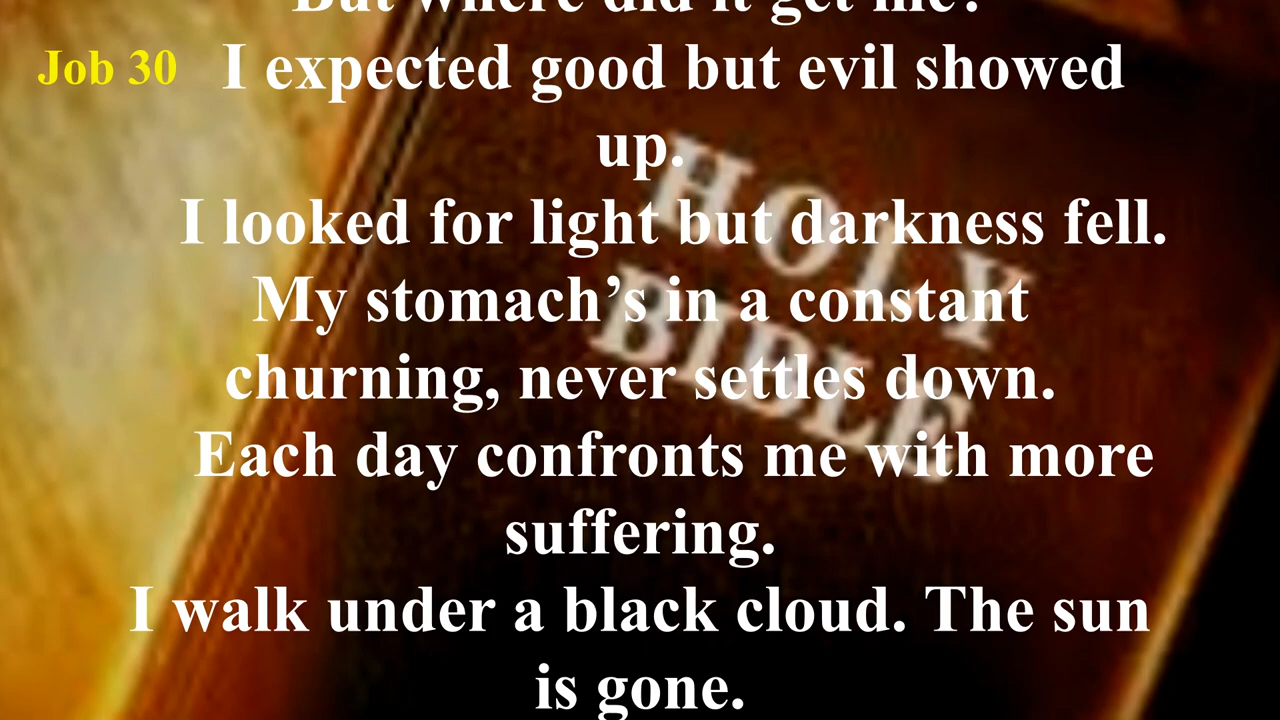 But where did it get me?
Job 30
I expected good but evil showed
up.
I looked for light but darkness fell.
My stomach’s in a constant
churning, never settles down.
Each day confronts me with more
suffering.
I walk under a black cloud. The sun
is gone.
HOLY
BIBLE